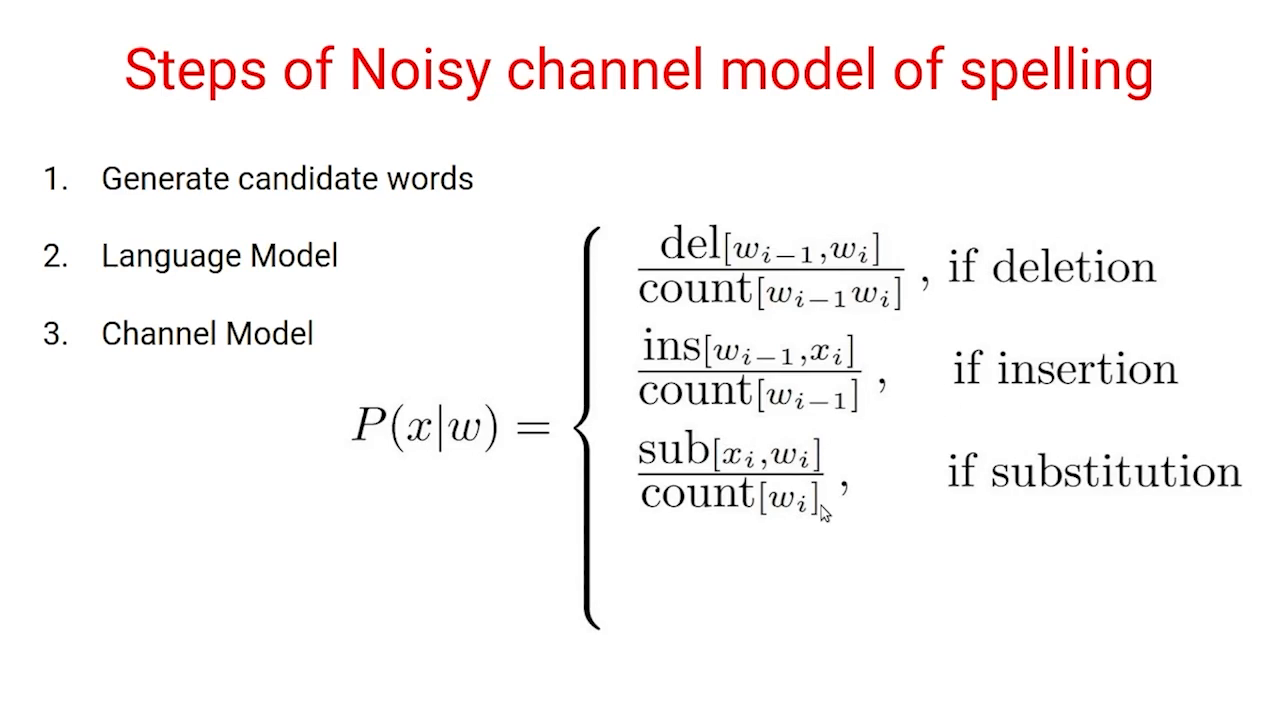 Steps of Noisy channel model of spelling
1. Generate candidate words
2. Language Model
3. Channel Model
P(x|w) =
del[w_{i−1},w_i]
count[w_{i−1}w_i]
, if deletion
ins[w_{i−1},x_i]
count[w_{i−1}]
, if insertion
sub[x_i,w_i]
count[w_i]
, if substitution